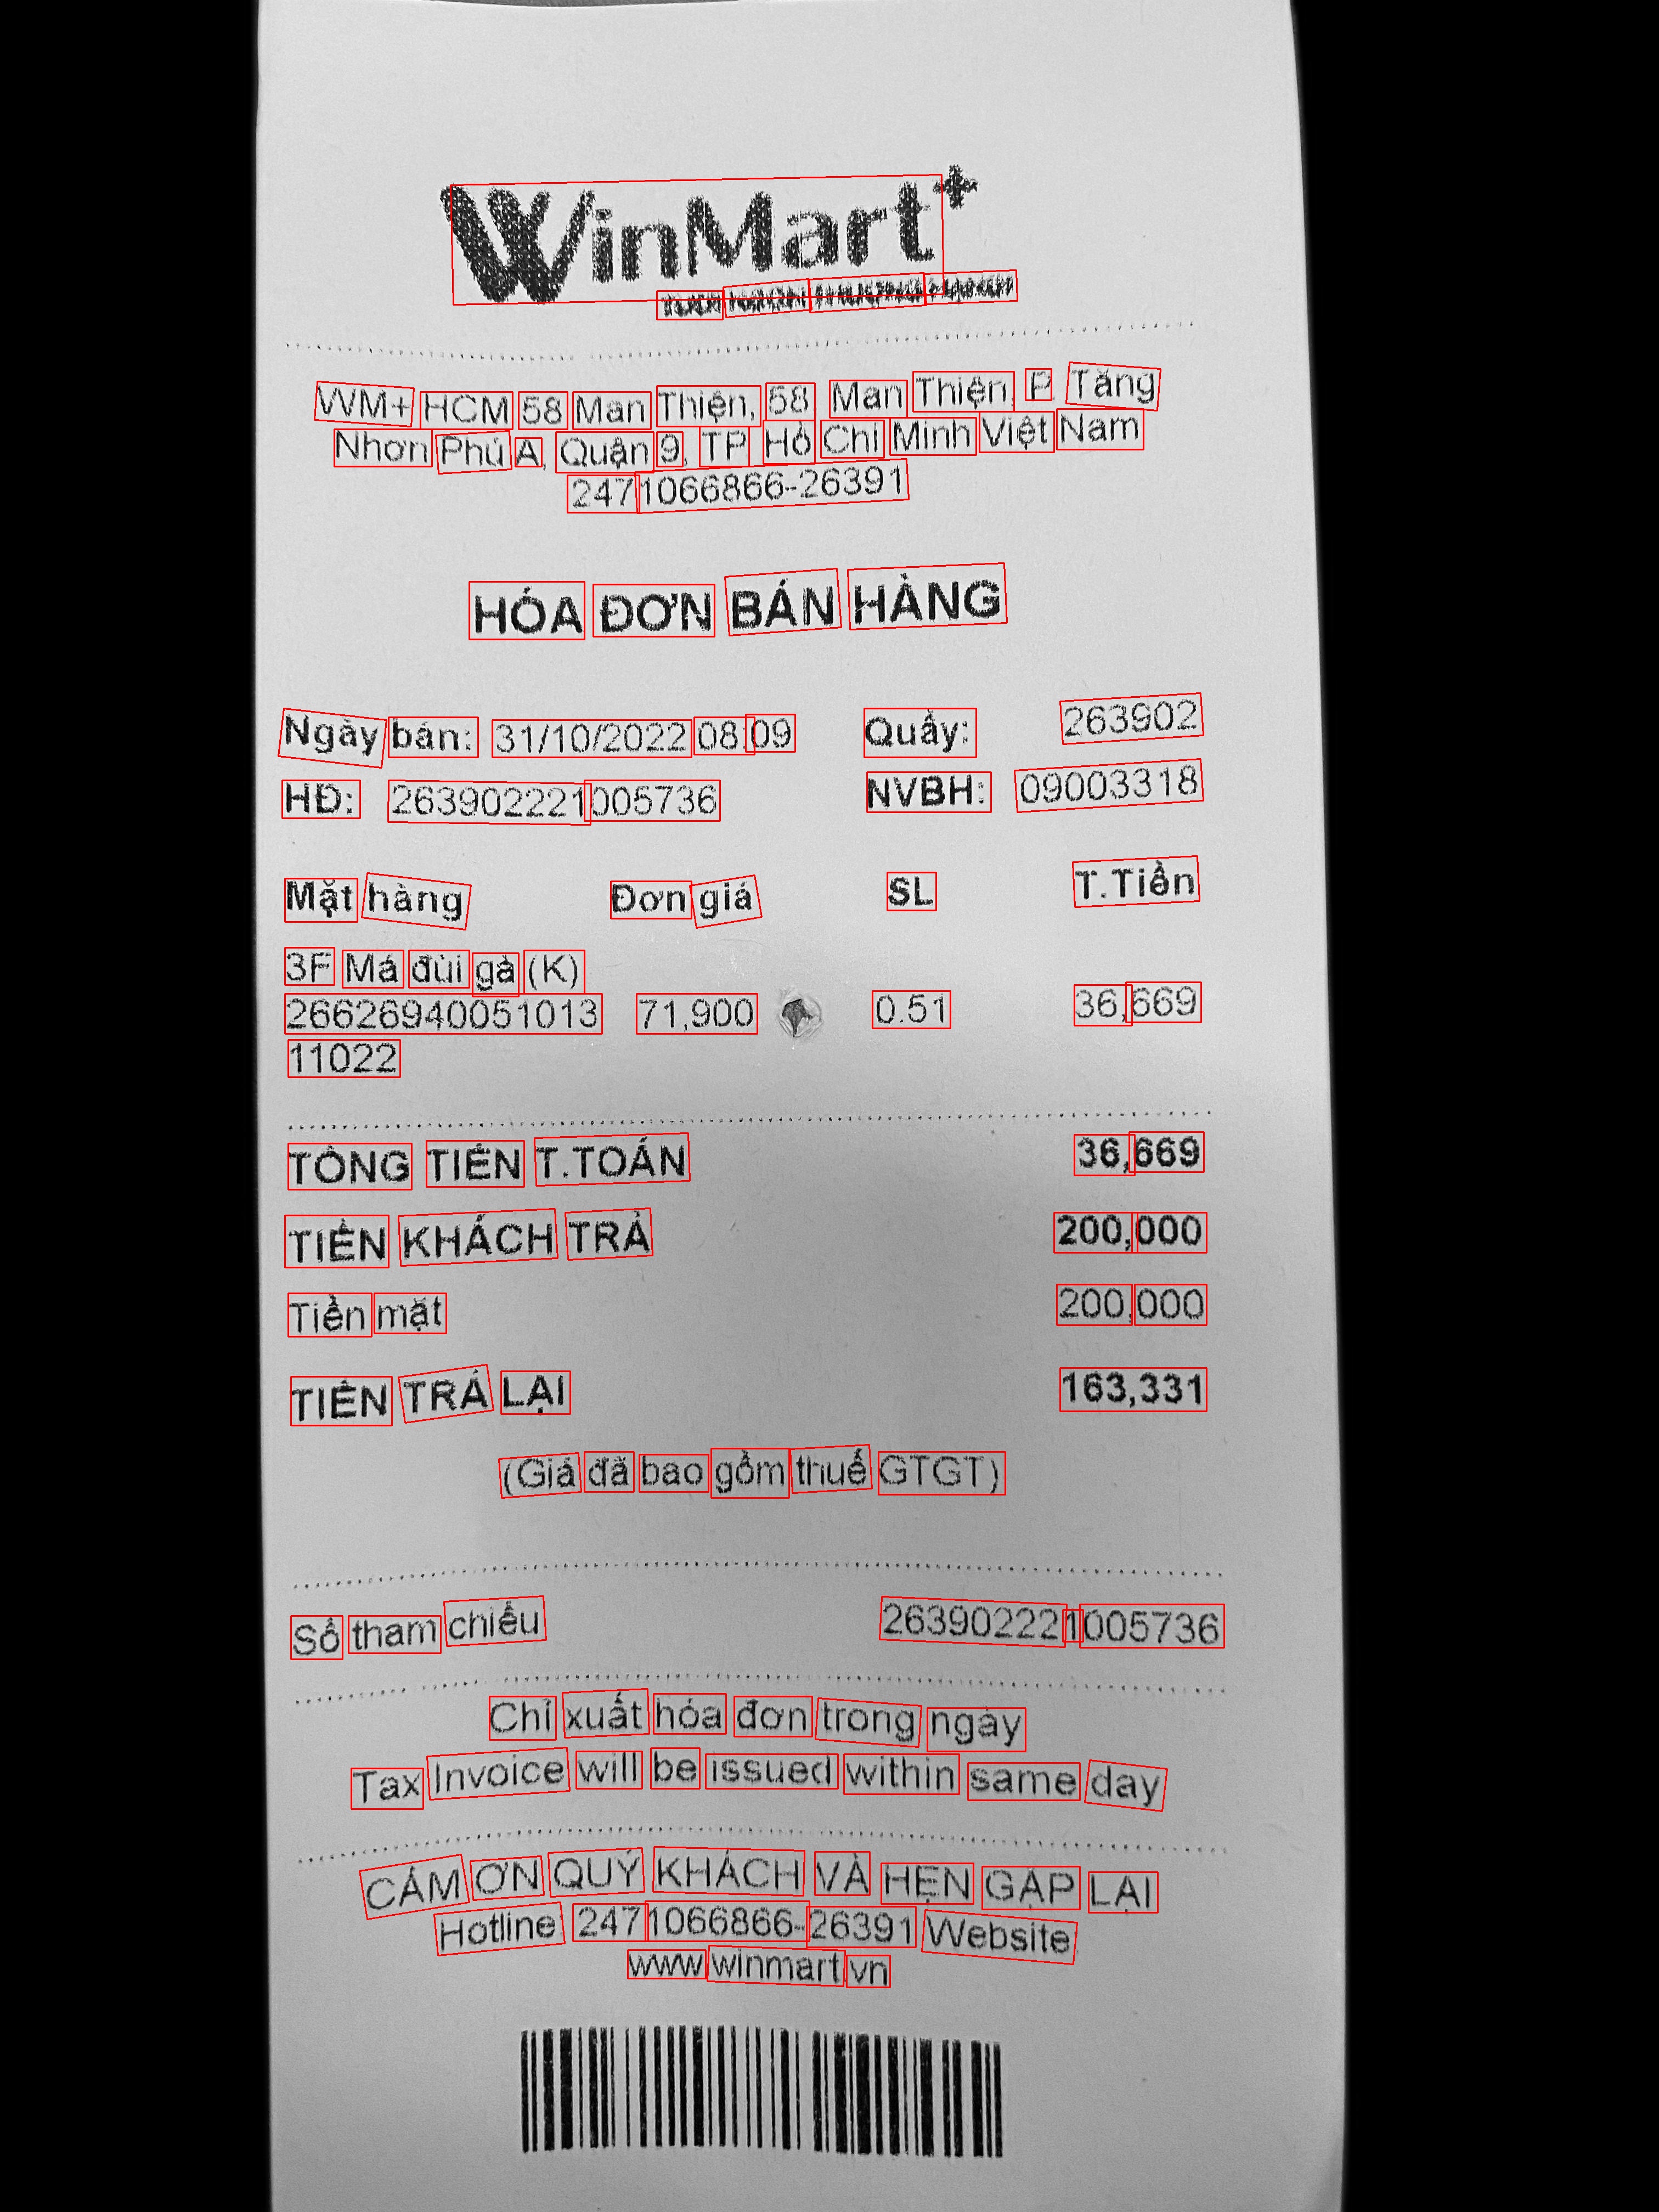 WinMart+
WM+ HCM 58 Man Thiện, 58 Man Thiện, P. Tăng
Nhơn Phú A, Quận 9, TP Hồ Chí Minh Việt Nam
2471066866-26391
HÓA ĐƠN BÁN HÀNG
Ngày bán: 31/10/2022 08:09 Quầy: 263902
HĐ: 263902221005736 NVBH: 09003318
Mặt hàng Đơn giá SL T.Tiền
3F Má đùi gà (K)
26626940051013 71,900 0.51 36,669
11022
TỔNG TIỀN T.TOÁN 36,669
TIỀN KHÁCH TRẢ 200,000
Tiền mặt 200,000
TIỀN TRẢ LẠI 163,331
(Giá đã bao gồm thuế GTGT)
Số tham chiếu 263902221005736
Chỉ xuất hóa đơn trong ngày
Tax Invoice will be issued within same day
CẢM ƠN QUÝ KHÁCH VÀ HẸN GẶP LẠI
Hotline: 2471066866-26391 Website:
www.winmart.vn